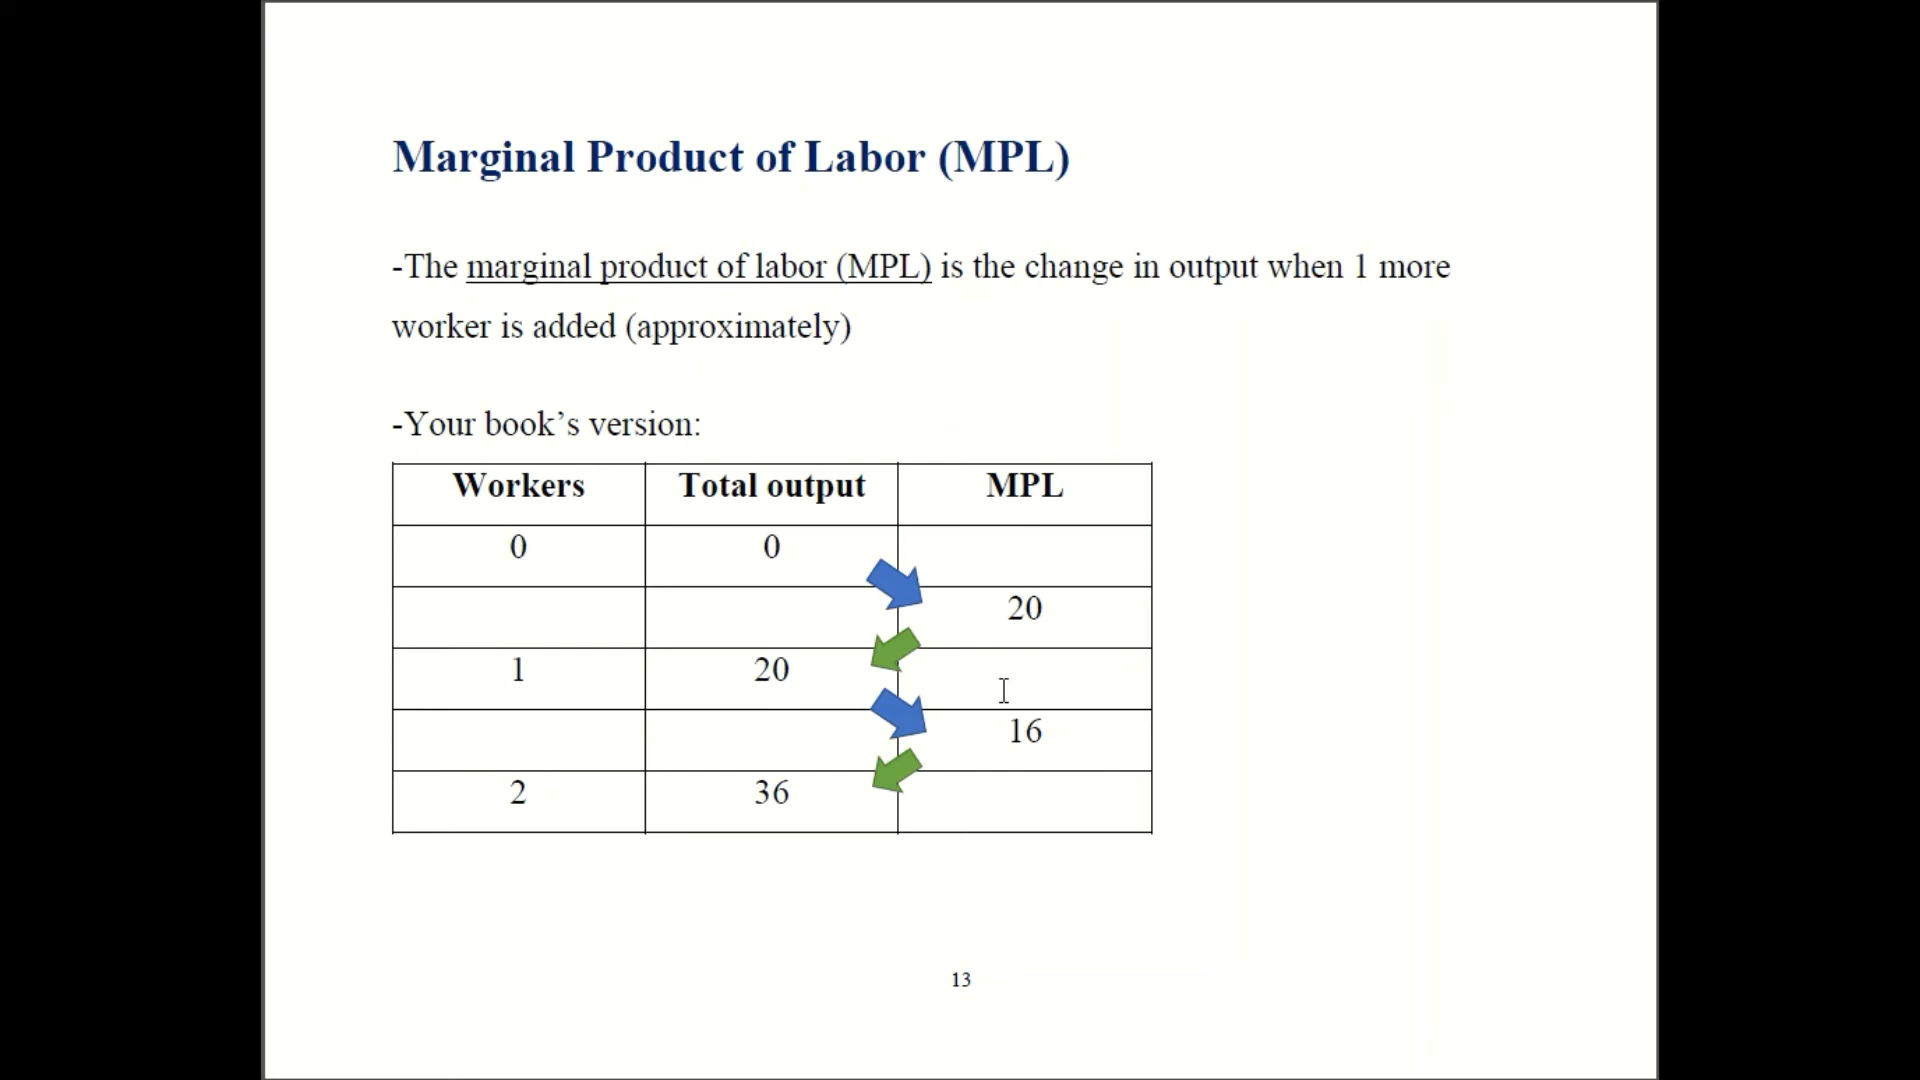 Marginal Product of Labor (MPL)
-The marginal product of labor (MPL) is the change in output when 1 more
worker is added (approximately)
-Your book’s version:
Workers Total output MPL
0 0
20
1 20
16
2 36
13